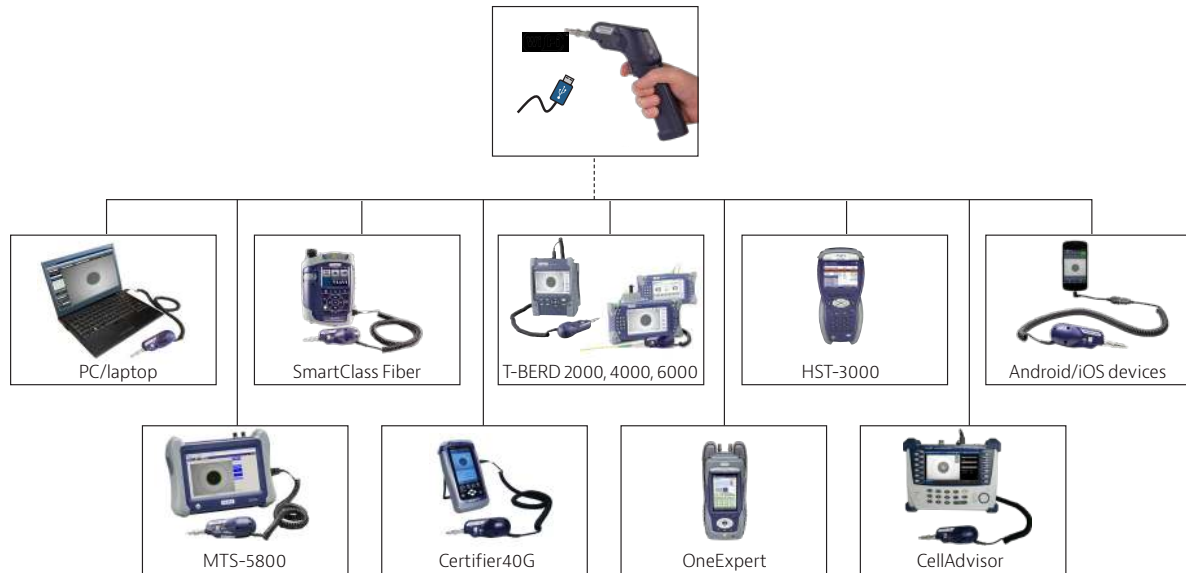 PC/laptop
SmartClass Fiber
T-BERD 2000, 4000, 6000
HST-3000
Android/iOS devices
MTS-5800
Certifier40G
OneExpert
CellAdvisor